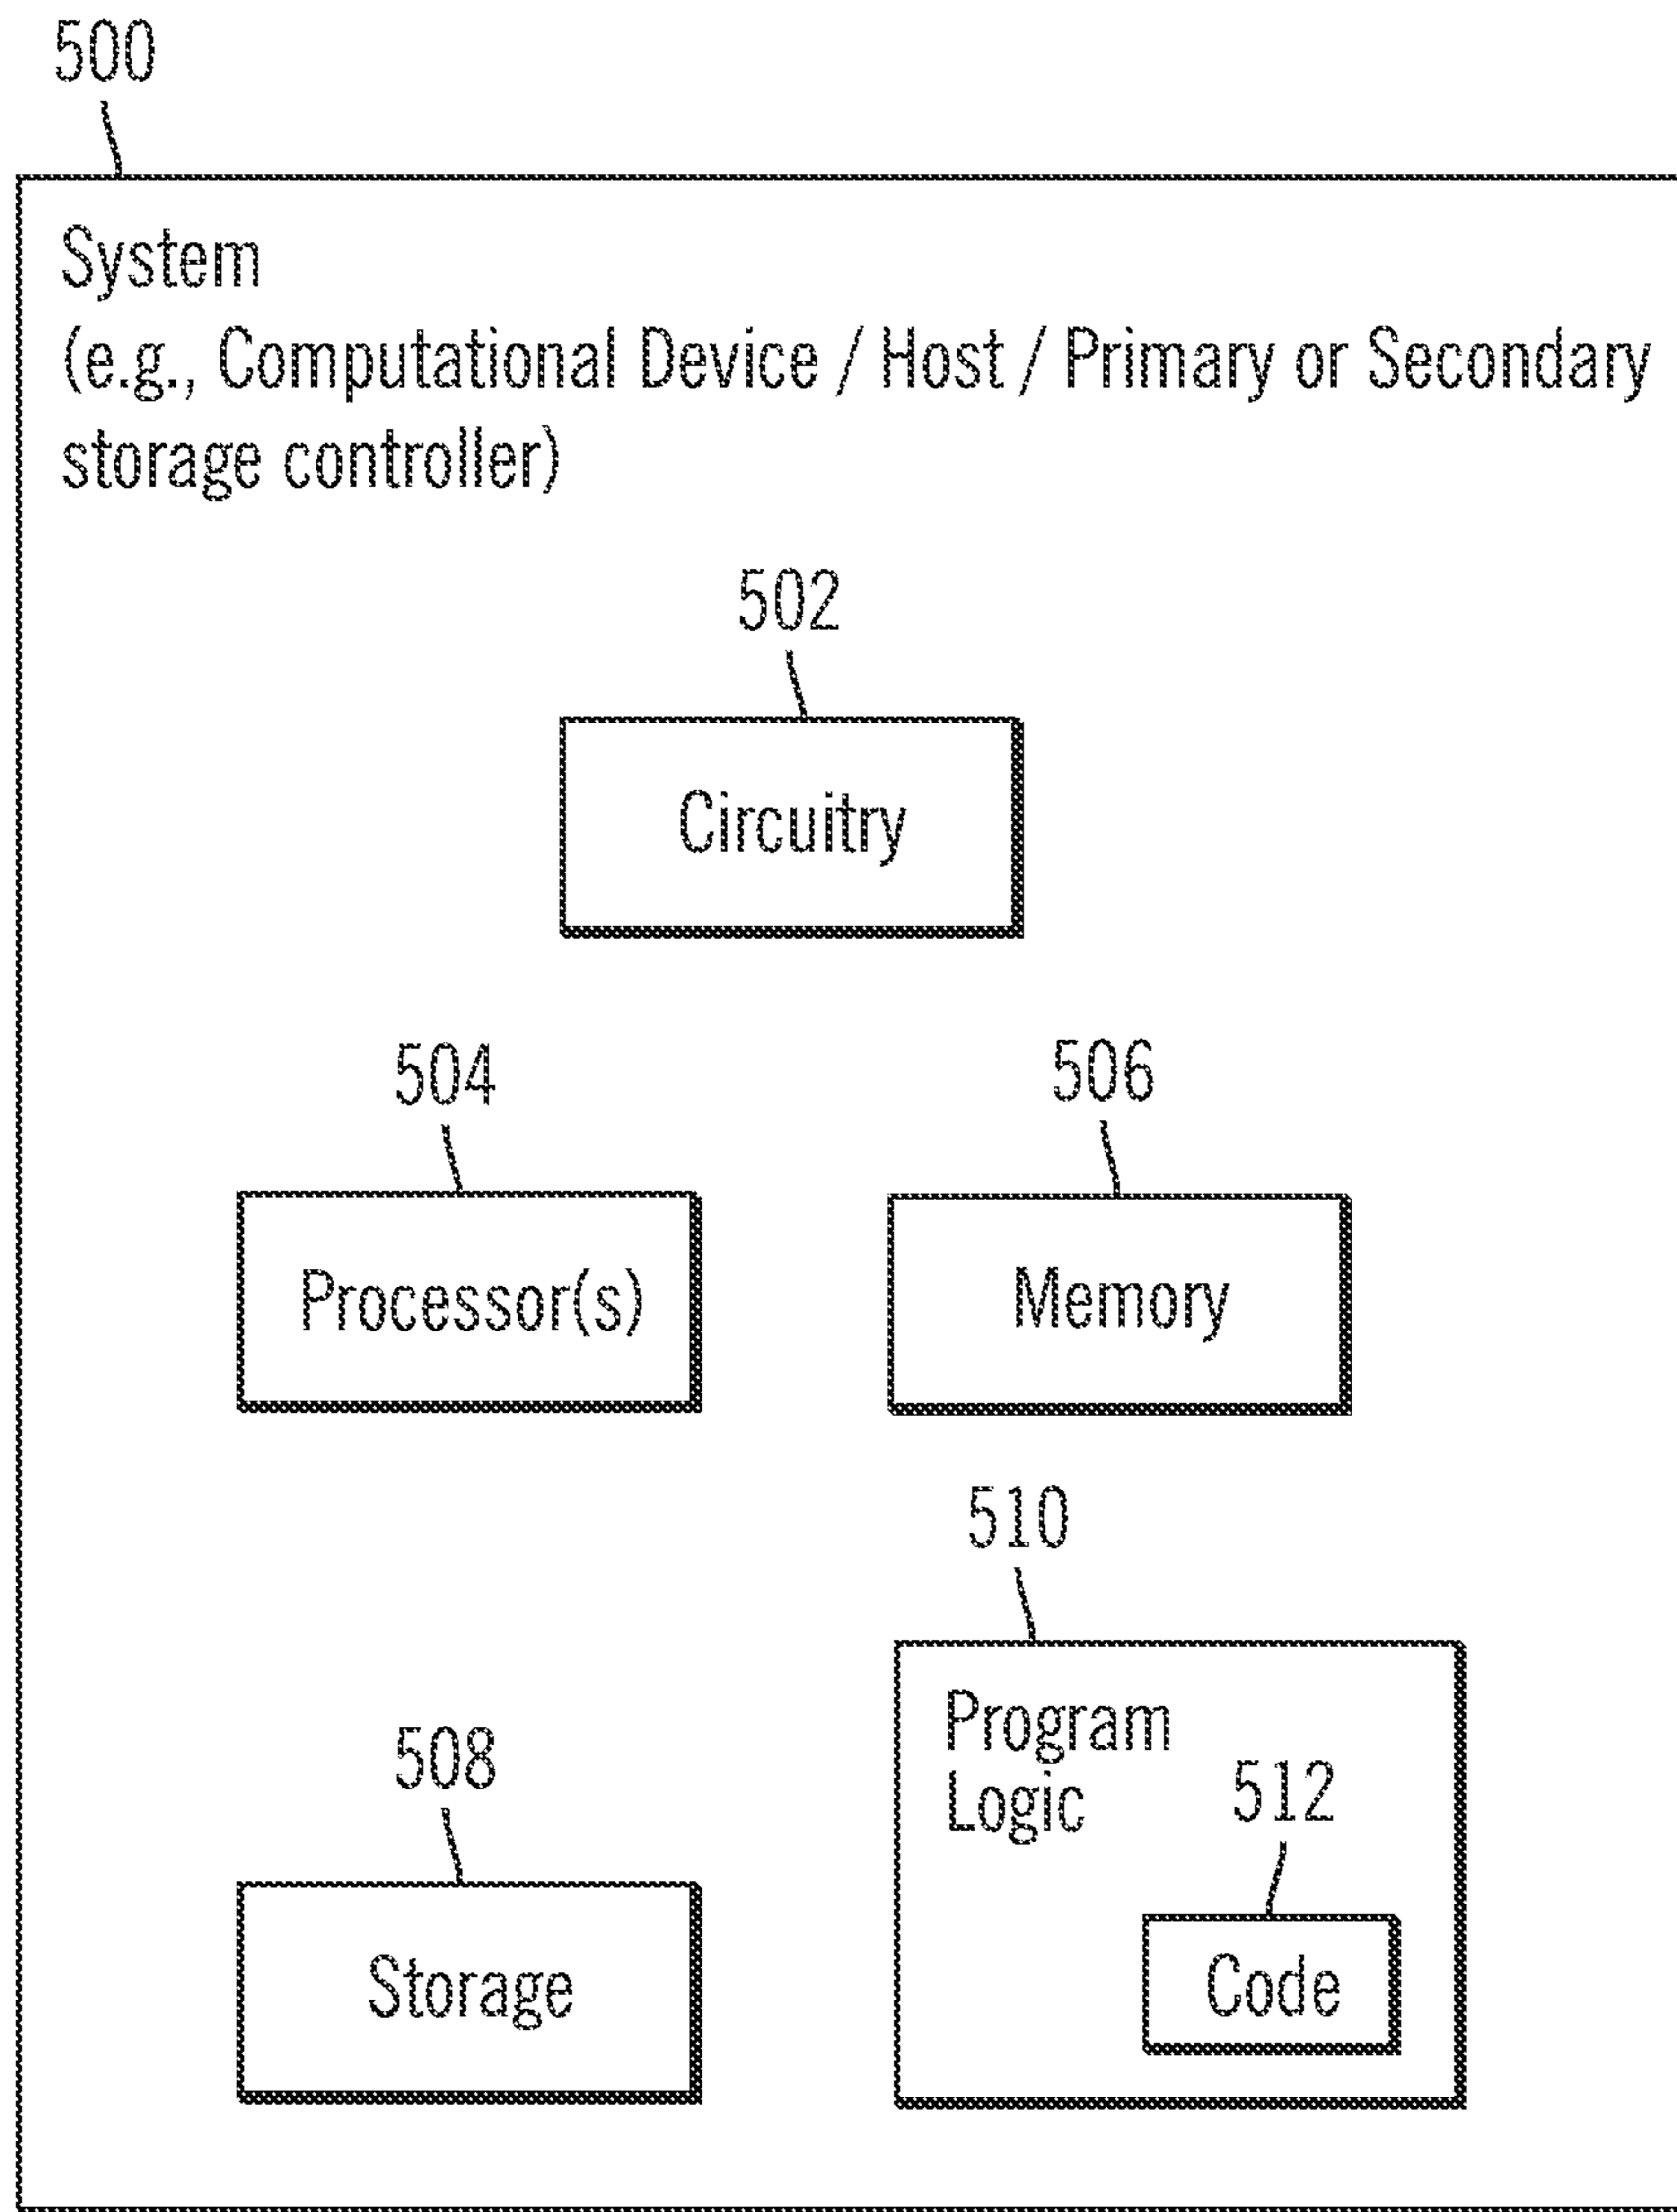 500
System
(e.g., Computational Device / Host / Primary or Secondary
storage controller)
502
Circuitry
504
506
Processor(s)
Memory
510
Program
Logic
508
512
Storage
Code